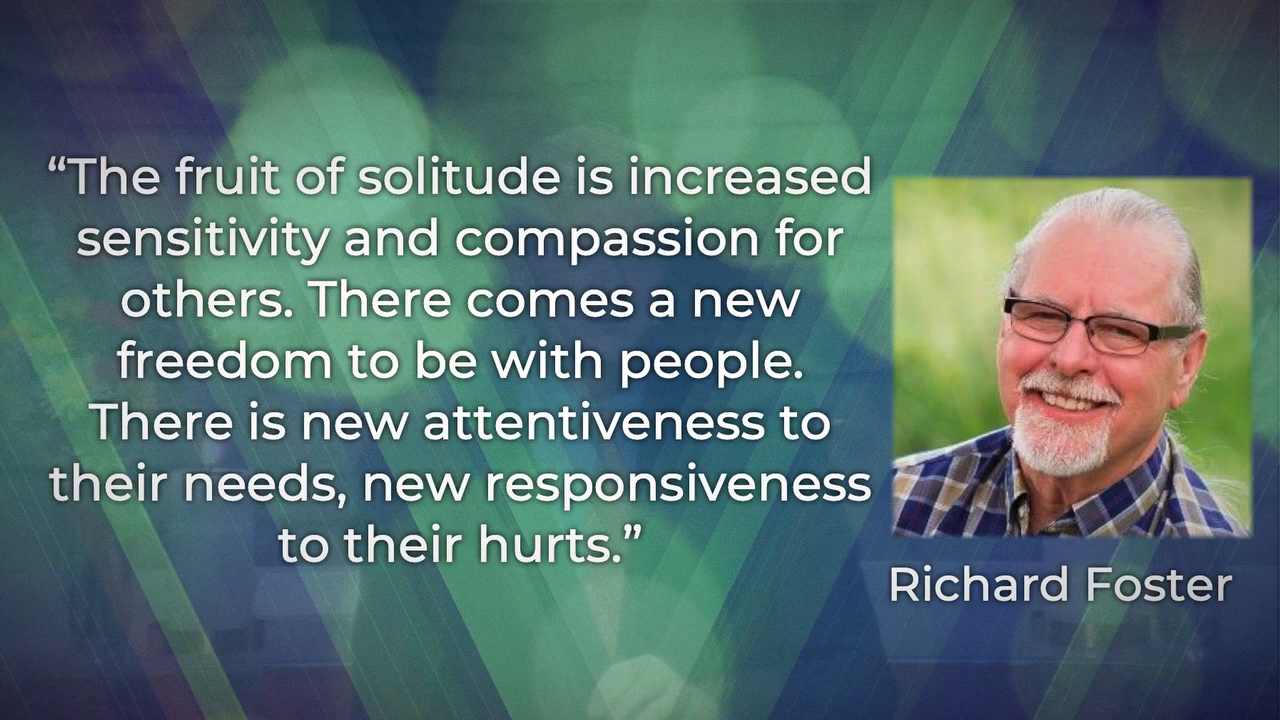 “The fruit of solitude is increased
sensitivity and compassion for
others. There comes a new
freedom to be with people.
There is new attentiveness to
their needs, new responsiveness
to their hurts.”
Richard Foster